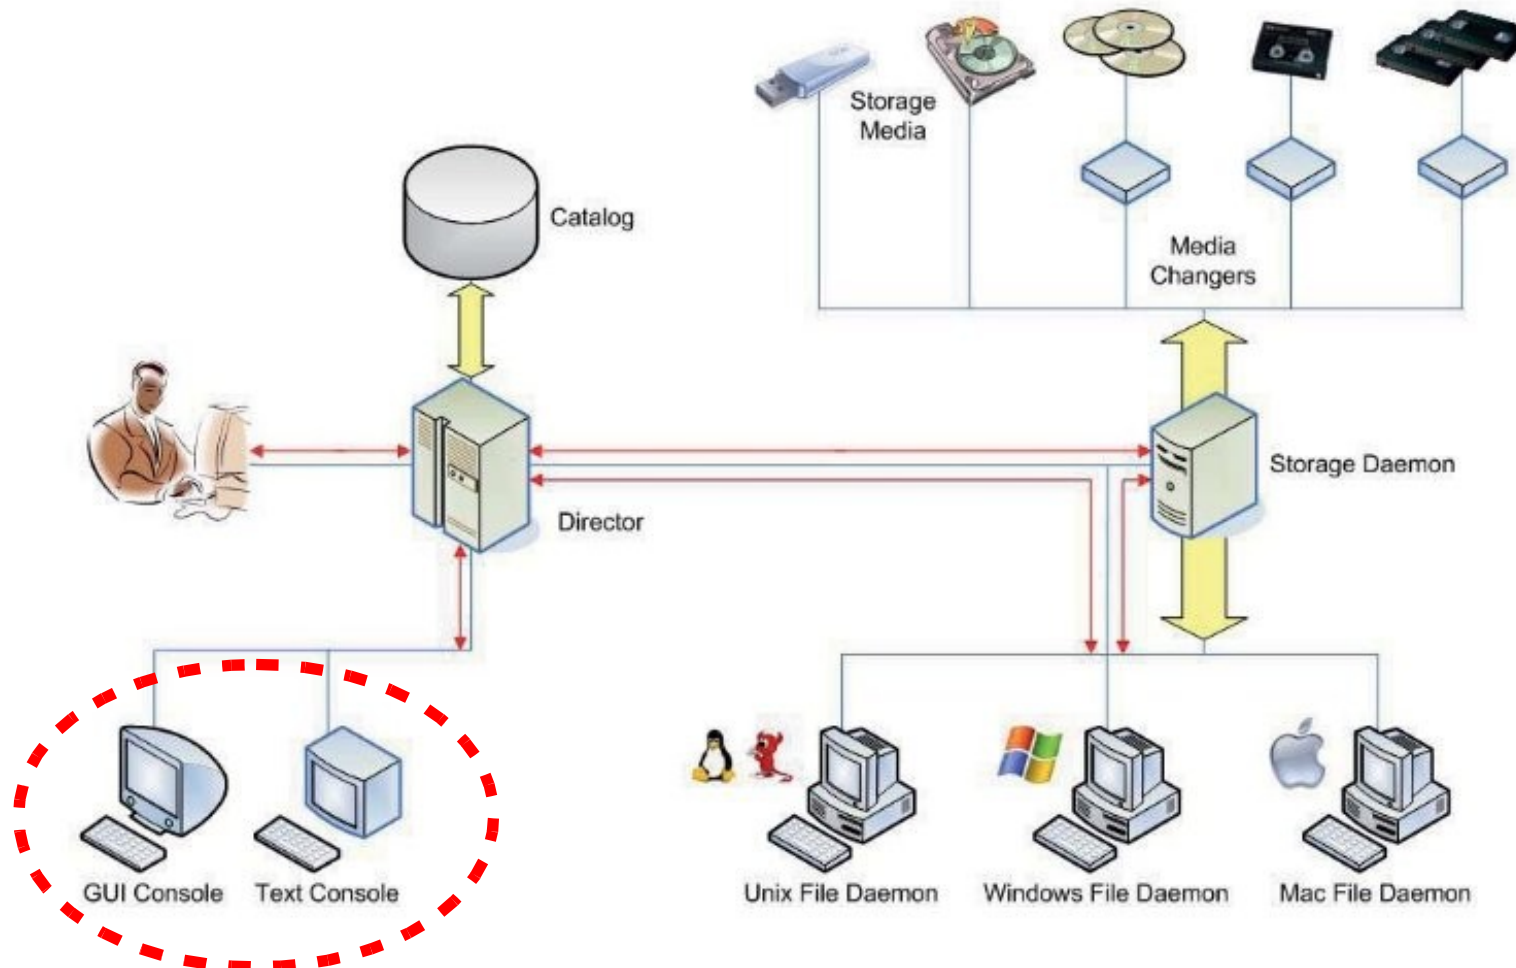 Storage
Media
Catalog
Media
Changers
Storage Daemon
Director
GUI Console
Text Console
Unix File Daemon
Windows File Daemon
Mac File Daemon